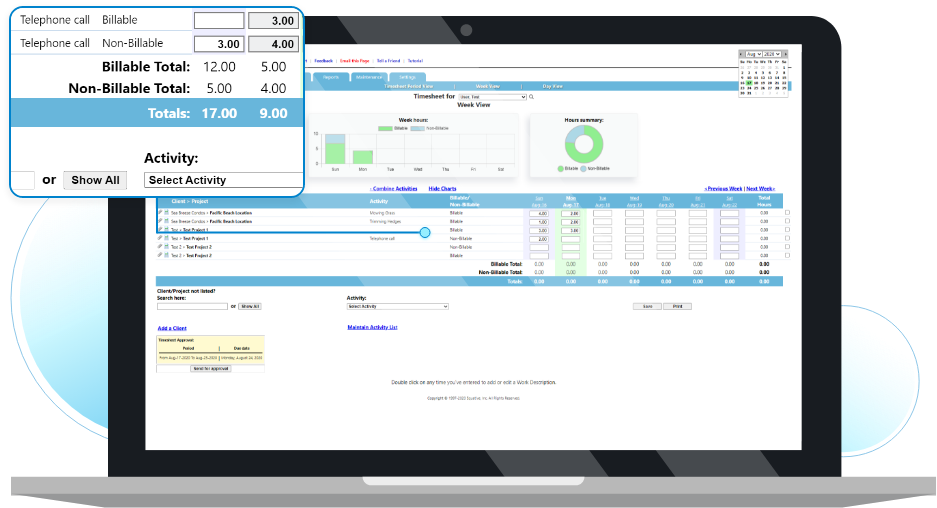 Telephone call Billable 3.00
Telephone call Non-Billable 3.00 4.00
Billable Total: 12.00 5.00
Non-Billable Total: 5.00 4.00
Totals: 17.00 9.00
Activity:
or Show All Select Activity
Feedback | Email this Page | Tell a Friend | Tutorial
Reports Maintenance Settings
Timesheet Period View | Week View | Day View
Timesheet for
Week View
Aug 2020
Su Mo Tu We Th Fr Sa
Week hours:
Billable Non-Billable
10
5
0
Sun Mon Tue Wed Thu Fri Sat
Hours summary:
Billable Non-Billable
Combine Activities Hide Charts
<Previous Week | Next Week>
Client > Project Activity Billable/ Non-Billable Sun Aug-16 Mon Aug-17 Tue Aug-18 Wed Aug-19 Thu Aug-20 Fri Aug-21 Sat Aug-22 Total Hours
Sea Breeze Condos > Pacific Beach Location Mowing Grass Billable 4.00 2.00 0.00
Sea Breeze Condos > Pacific Beach Location Trimming Hedges Billable 1.00 2.00 0.00
Test > Test Project 1 Billable 2.00 3.00 0.00
Test > Test Project 1 Telephone call Non-Billable 2.00 0.00
Test 2 > Test Project 2 Non-Billable 0.00
Test 2 > Test Project 2 Billable 0.00
Billable Total: 0.00 0.00 0.00 0.00 0.00 0.00 0.00 0.00
Non-Billable Total: 0.00 0.00 0.00 0.00 0.00 0.00 0.00 0.00
Totals: 0.00 0.00 0.00 0.00 0.00 0.00 0.00 0.00
Client/Project not listed?
Search here: Activity:
or Show All Select Activity Save Print
Add a Client Maintain Activity List
Timesheet Approval
Period | Due date
From Aug-17-2020 To Aug-23-2020 | Monday, August 24, 2020
Send for approval
Double click on any time you've entered to add or edit a Work Description.
Copyright © 1997-2020 Equative, Inc. All Rights Reserved.